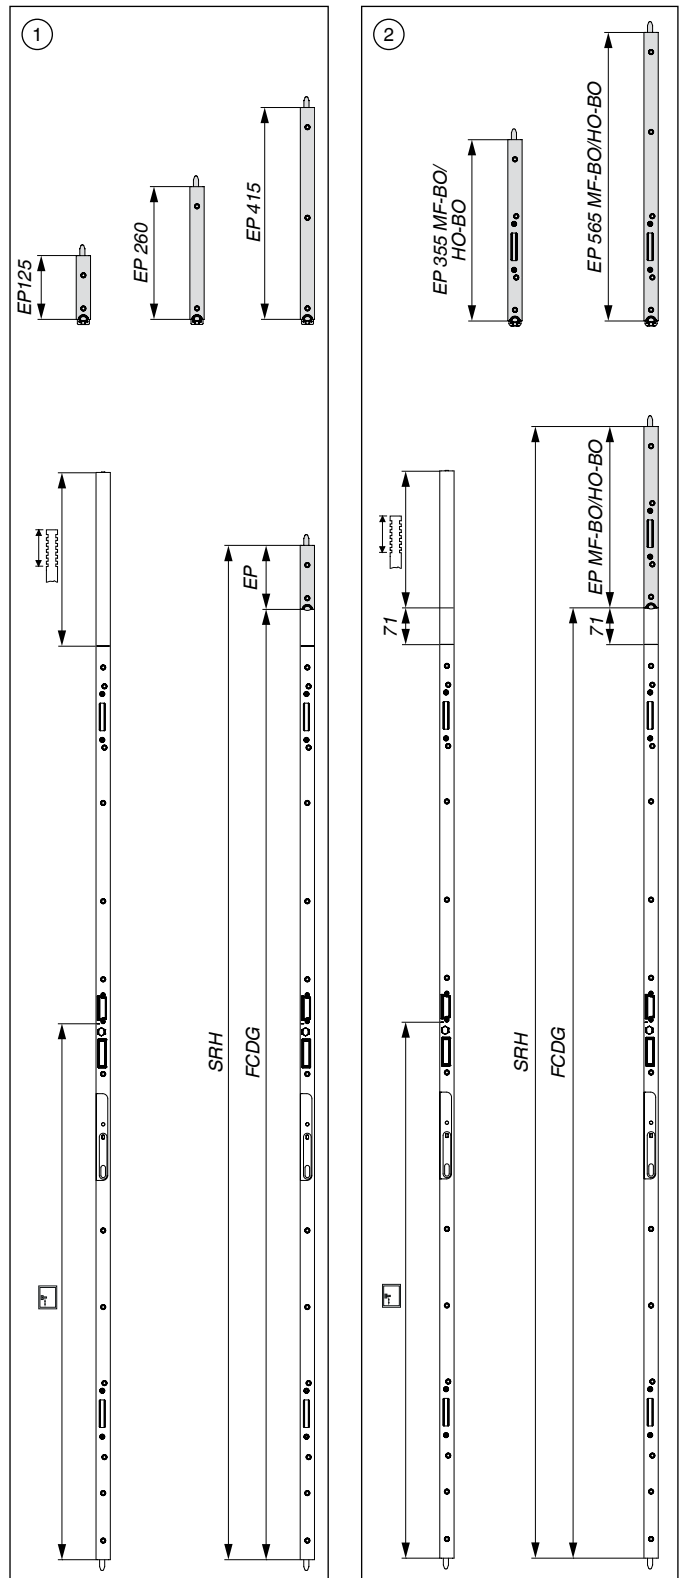 1
EP125
EP 260
EP 415
EP
SRH
FCDG
2
EP 355 MF-BO/
HO-BO
EP 565 MF-BO/HO-BO
EP MF-BO/HO-BO
71
71
SRH
FCDG